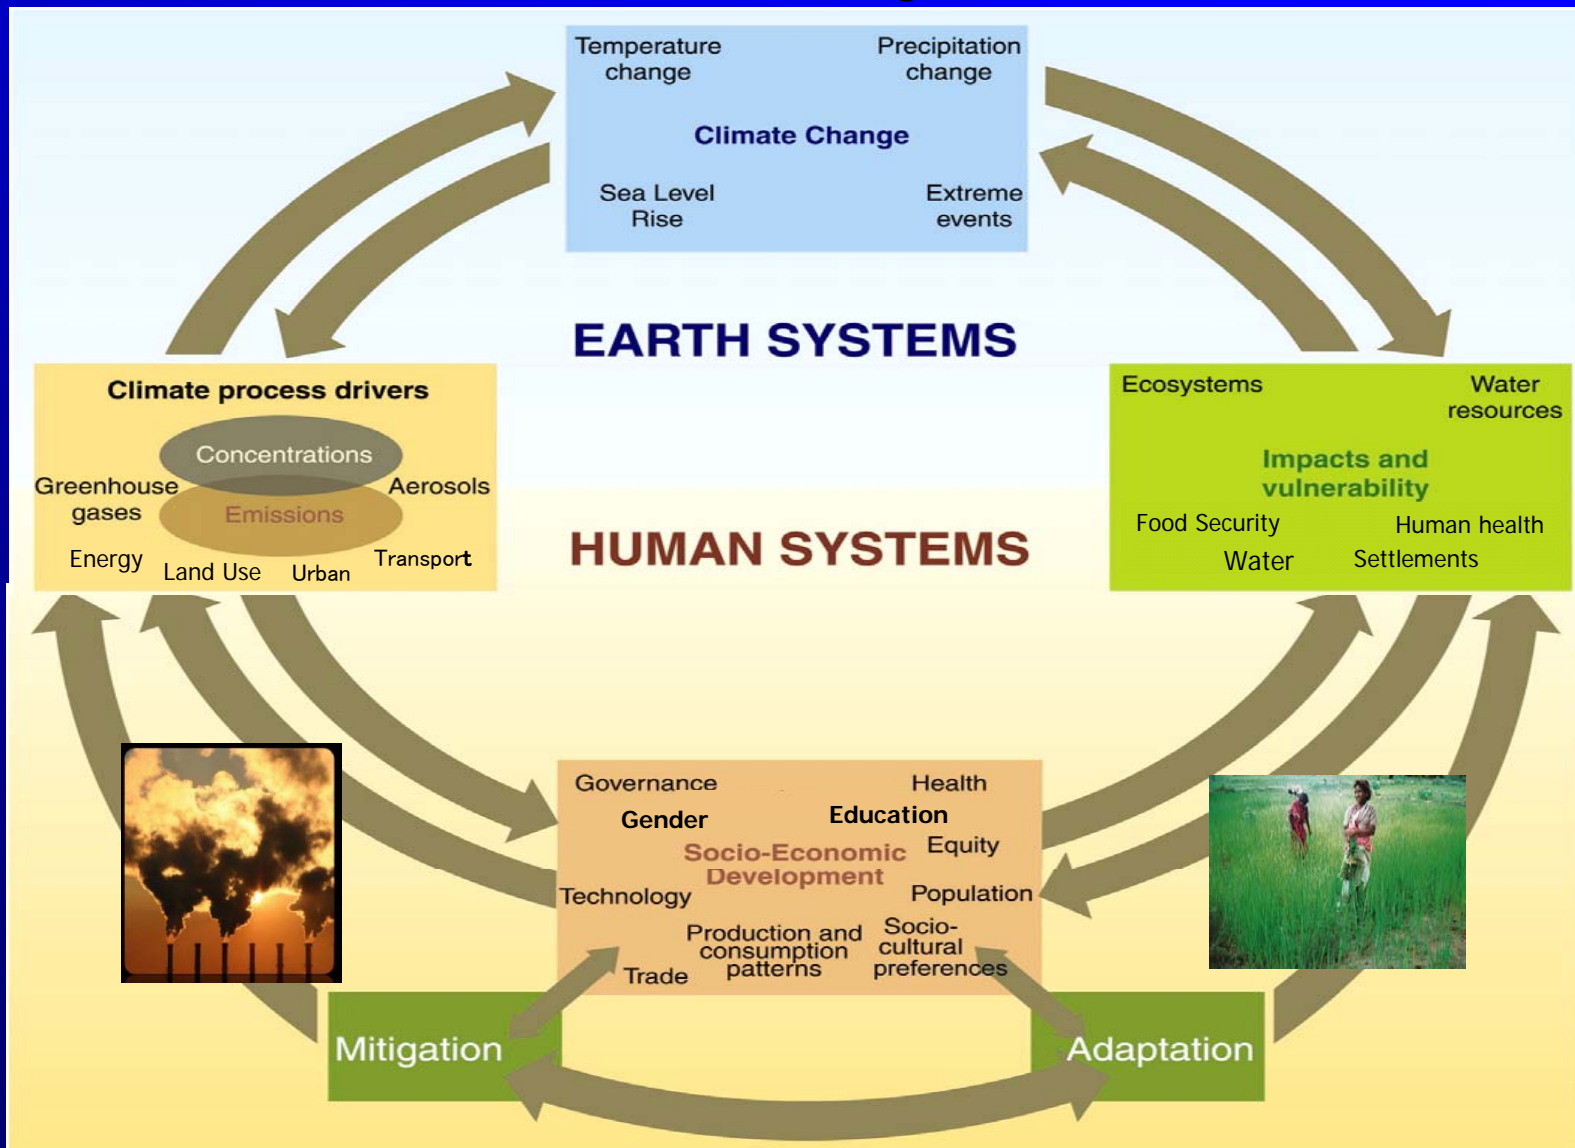 Temperature
change
Precipitation
change
Climate Change
Sea Level
Rise
Extreme
events
EARTH SYSTEMS
Climate process drivers
Concentrations
Greenhouse
gases
Aerosols
Emissions
Energy
Land Use
Urban
Transport
Ecosystems
Water
resources
Impacts and
vulnerability
Food Security
Human health
Water
Settlements
HUMAN SYSTEMS
Governance
Health
Gender
Education
Socio-Economic
Development
Equity
Technology
Population
Production and
consumption
patterns
Socio-
cultural
preferences
Trade
Mitigation
Adaptation